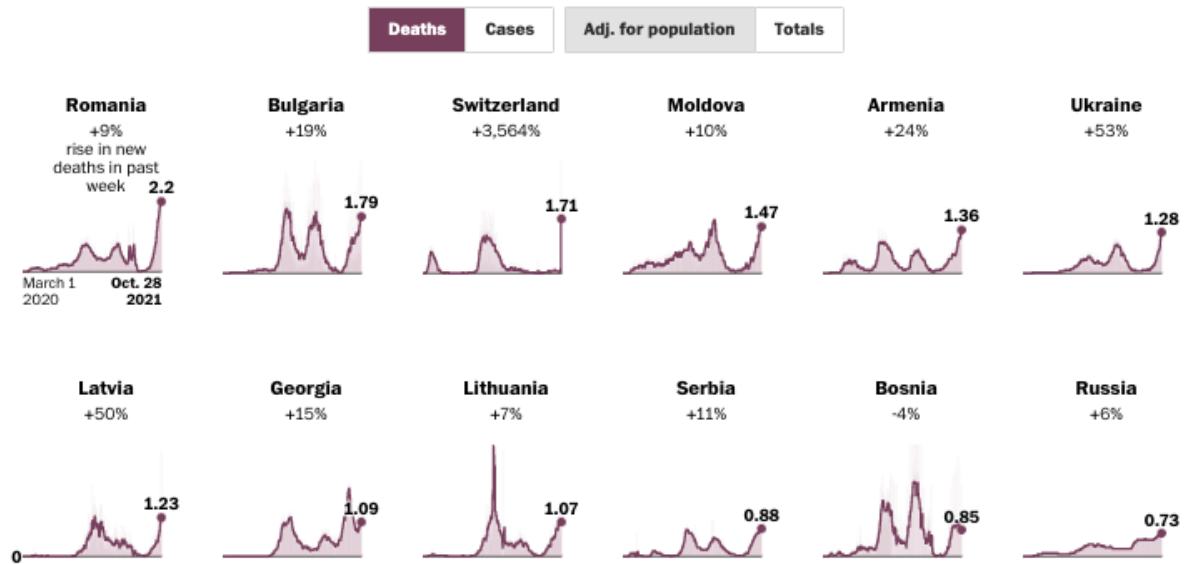 Deaths Cases Adj. for population Totals
Romania Bulgaria Switzerland Moldova Armenia Ukraine
+9% +19% +3,564% +10% +24% +53%
rise in new
deaths in past
week 2.2 1.79 1.71 1.47 1.36 1.28
March 1 Oct. 28
2020 2021
Latvia Georgia Lithuania Serbia Bosnia Russia
+50% +15% +7% +11% -4% +6%
1.23 1.09 1.07 0.88 0.85 0.73
0